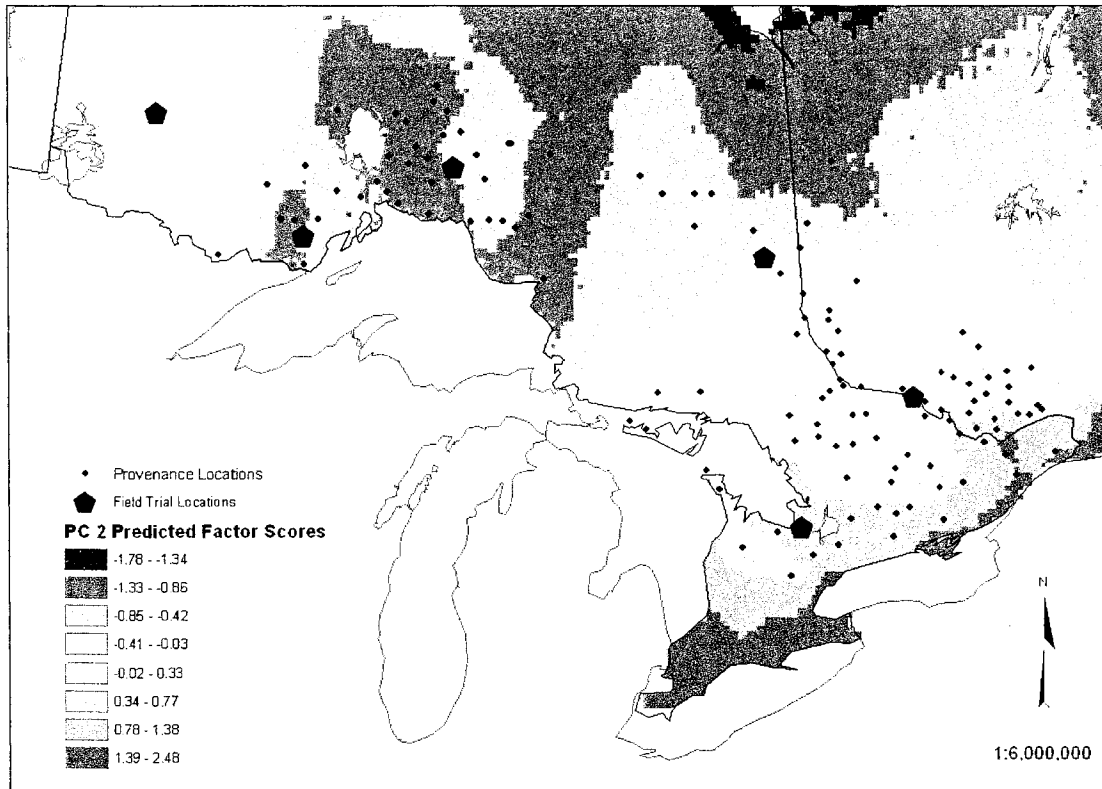 Provenance Locations
Field Trial Locations
PC 2 Predicted Factor Scores
-1.78 - -1.34
-1.33 - -0.86
-0.85 - -0.42
-0.41 - -0.03
-0.02 - 0.33
0.34 - 0.77
0.78 - 1.38
1.39 - 2.48
N
1:6,000,000